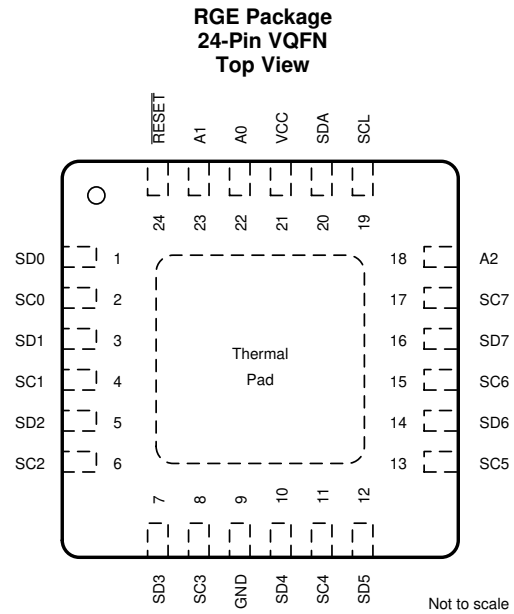 RGE Package
24-Pin VQFN
Top View
RESET
A1
A0
VCC
SDA
SCL
24
23
22
21
20
19
SD0 1
SC0 2
SD1 3
SC1 4
SD2 5
SC2 6
Thermal
Pad
18 A2
17 SC7
16 SD7
15 SC6
14 SD6
13 SC5
7
8
9
10
11
12
SD3
SC3
GND
SD4
SC4
SD5
Not to scale